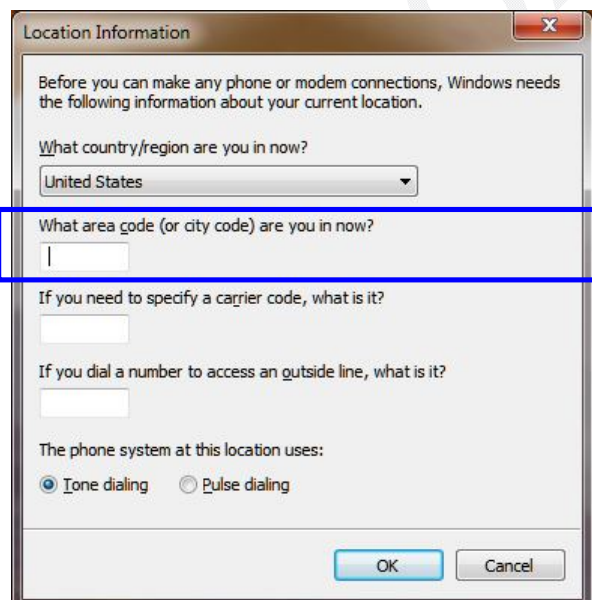 Location Information
Before you can make any phone or modem connections, Windows needs
the following information about your current location.
What country/region are you in now?
United States
What area code (or city code) are you in now?
If you need to specify a carrier code, what is it?
If you dial a number to access an outside line, what is it?
The phone system at this location uses:
Tone dialing Pulse dialing
OK Cancel